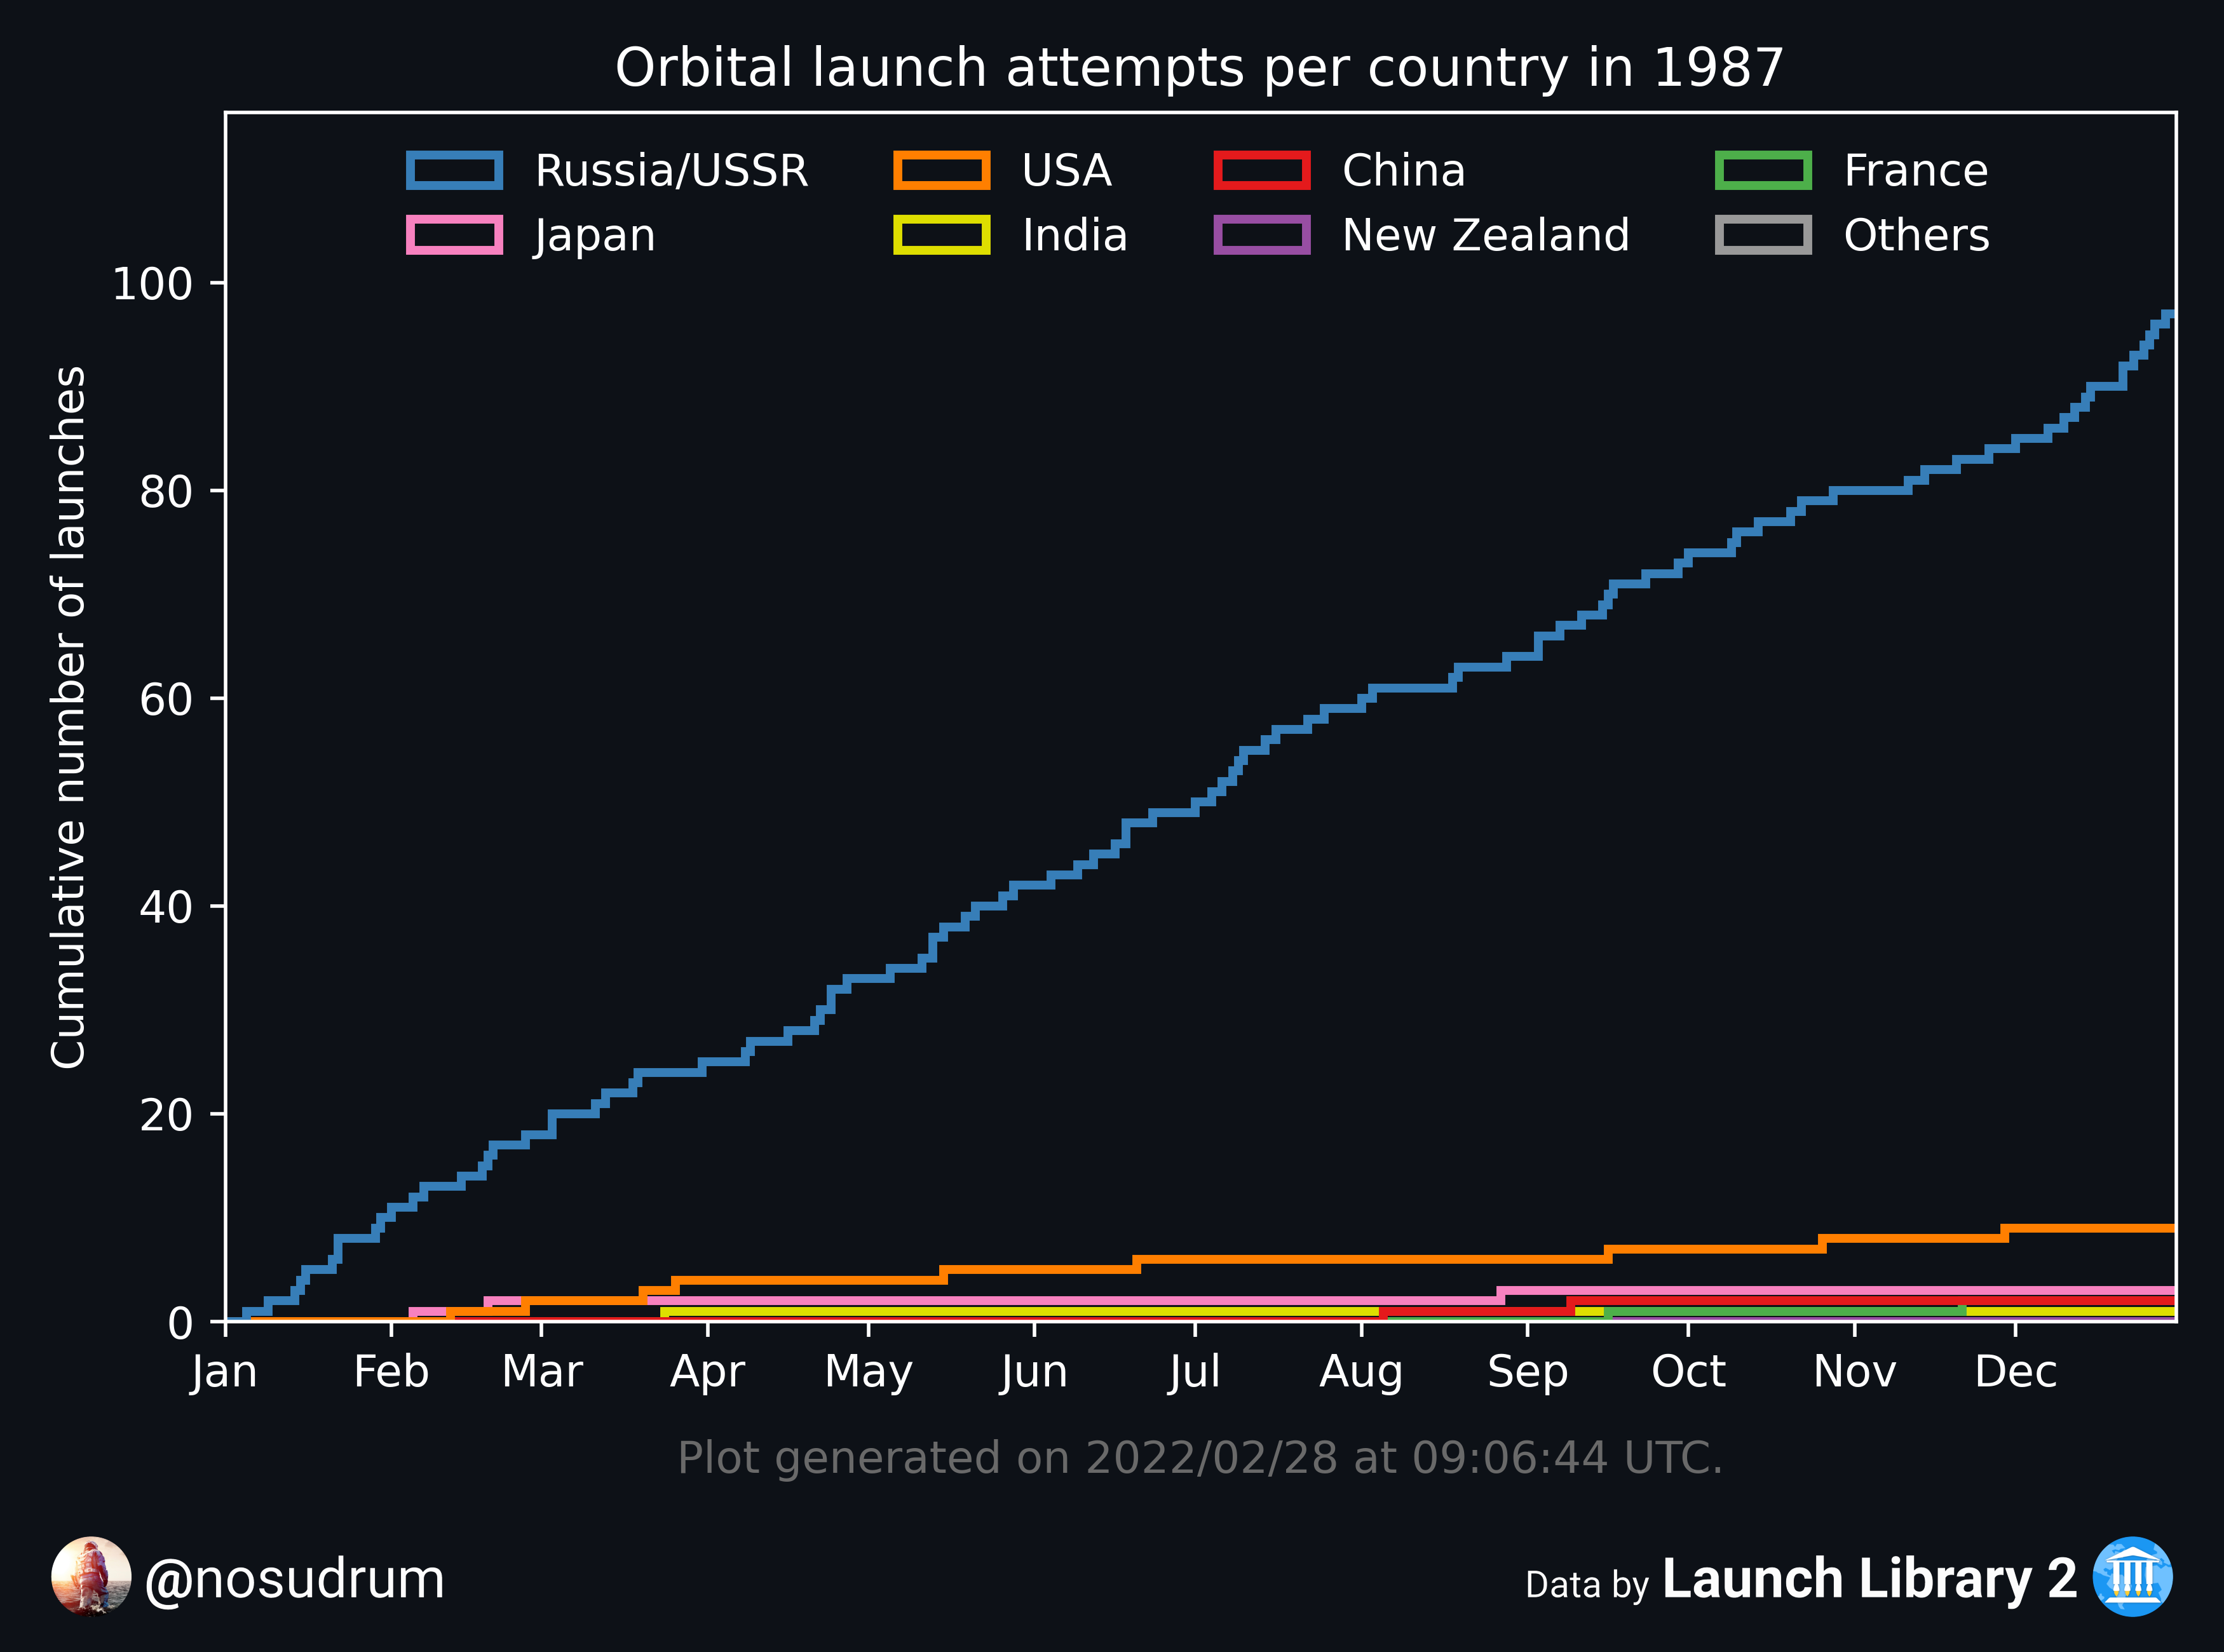 Orbital launch attempts per country in 1987
Russia/USSR USA China France
Japan India New Zealand Others
100
80
60
40
20
0
Cumulative number of launches
Jan Feb Mar Apr May Jun Jul Aug Sep Oct Nov Dec
Plot generated on 2022/02/28 at 09:06:44 UTC.
@nosudrum
Data by Launch Library 2